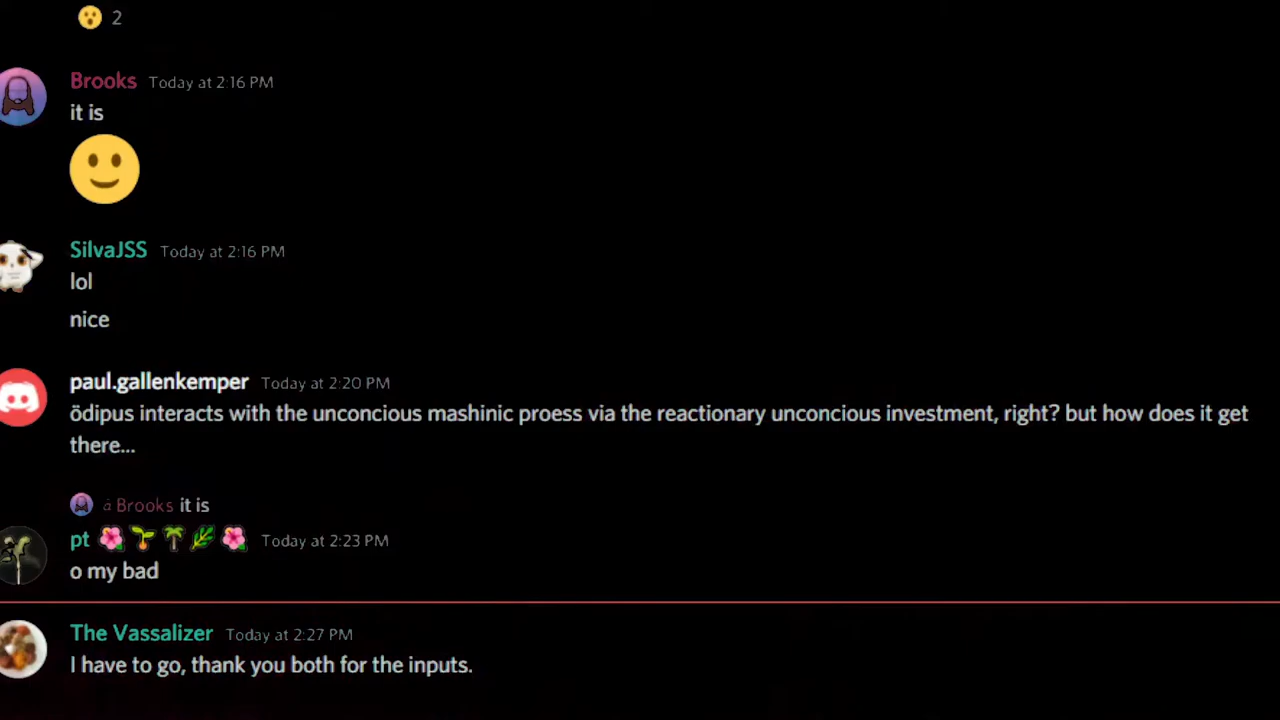 2
Brooks Today at 2:16 PM
it is
SilvaJSS Today at 2:16 PM
lol
nice
paul.gallenkemper Today at 2:20 PM
ödipus interacts with the unconcious mashinic proess via the reactionary unconcious investment, right? but how does it get
there...
Brooks it is
pt Today at 2:23 PM
o my bad
The Vassalizer Today at 2:27 PM
I have to go, thank you both for the inputs.